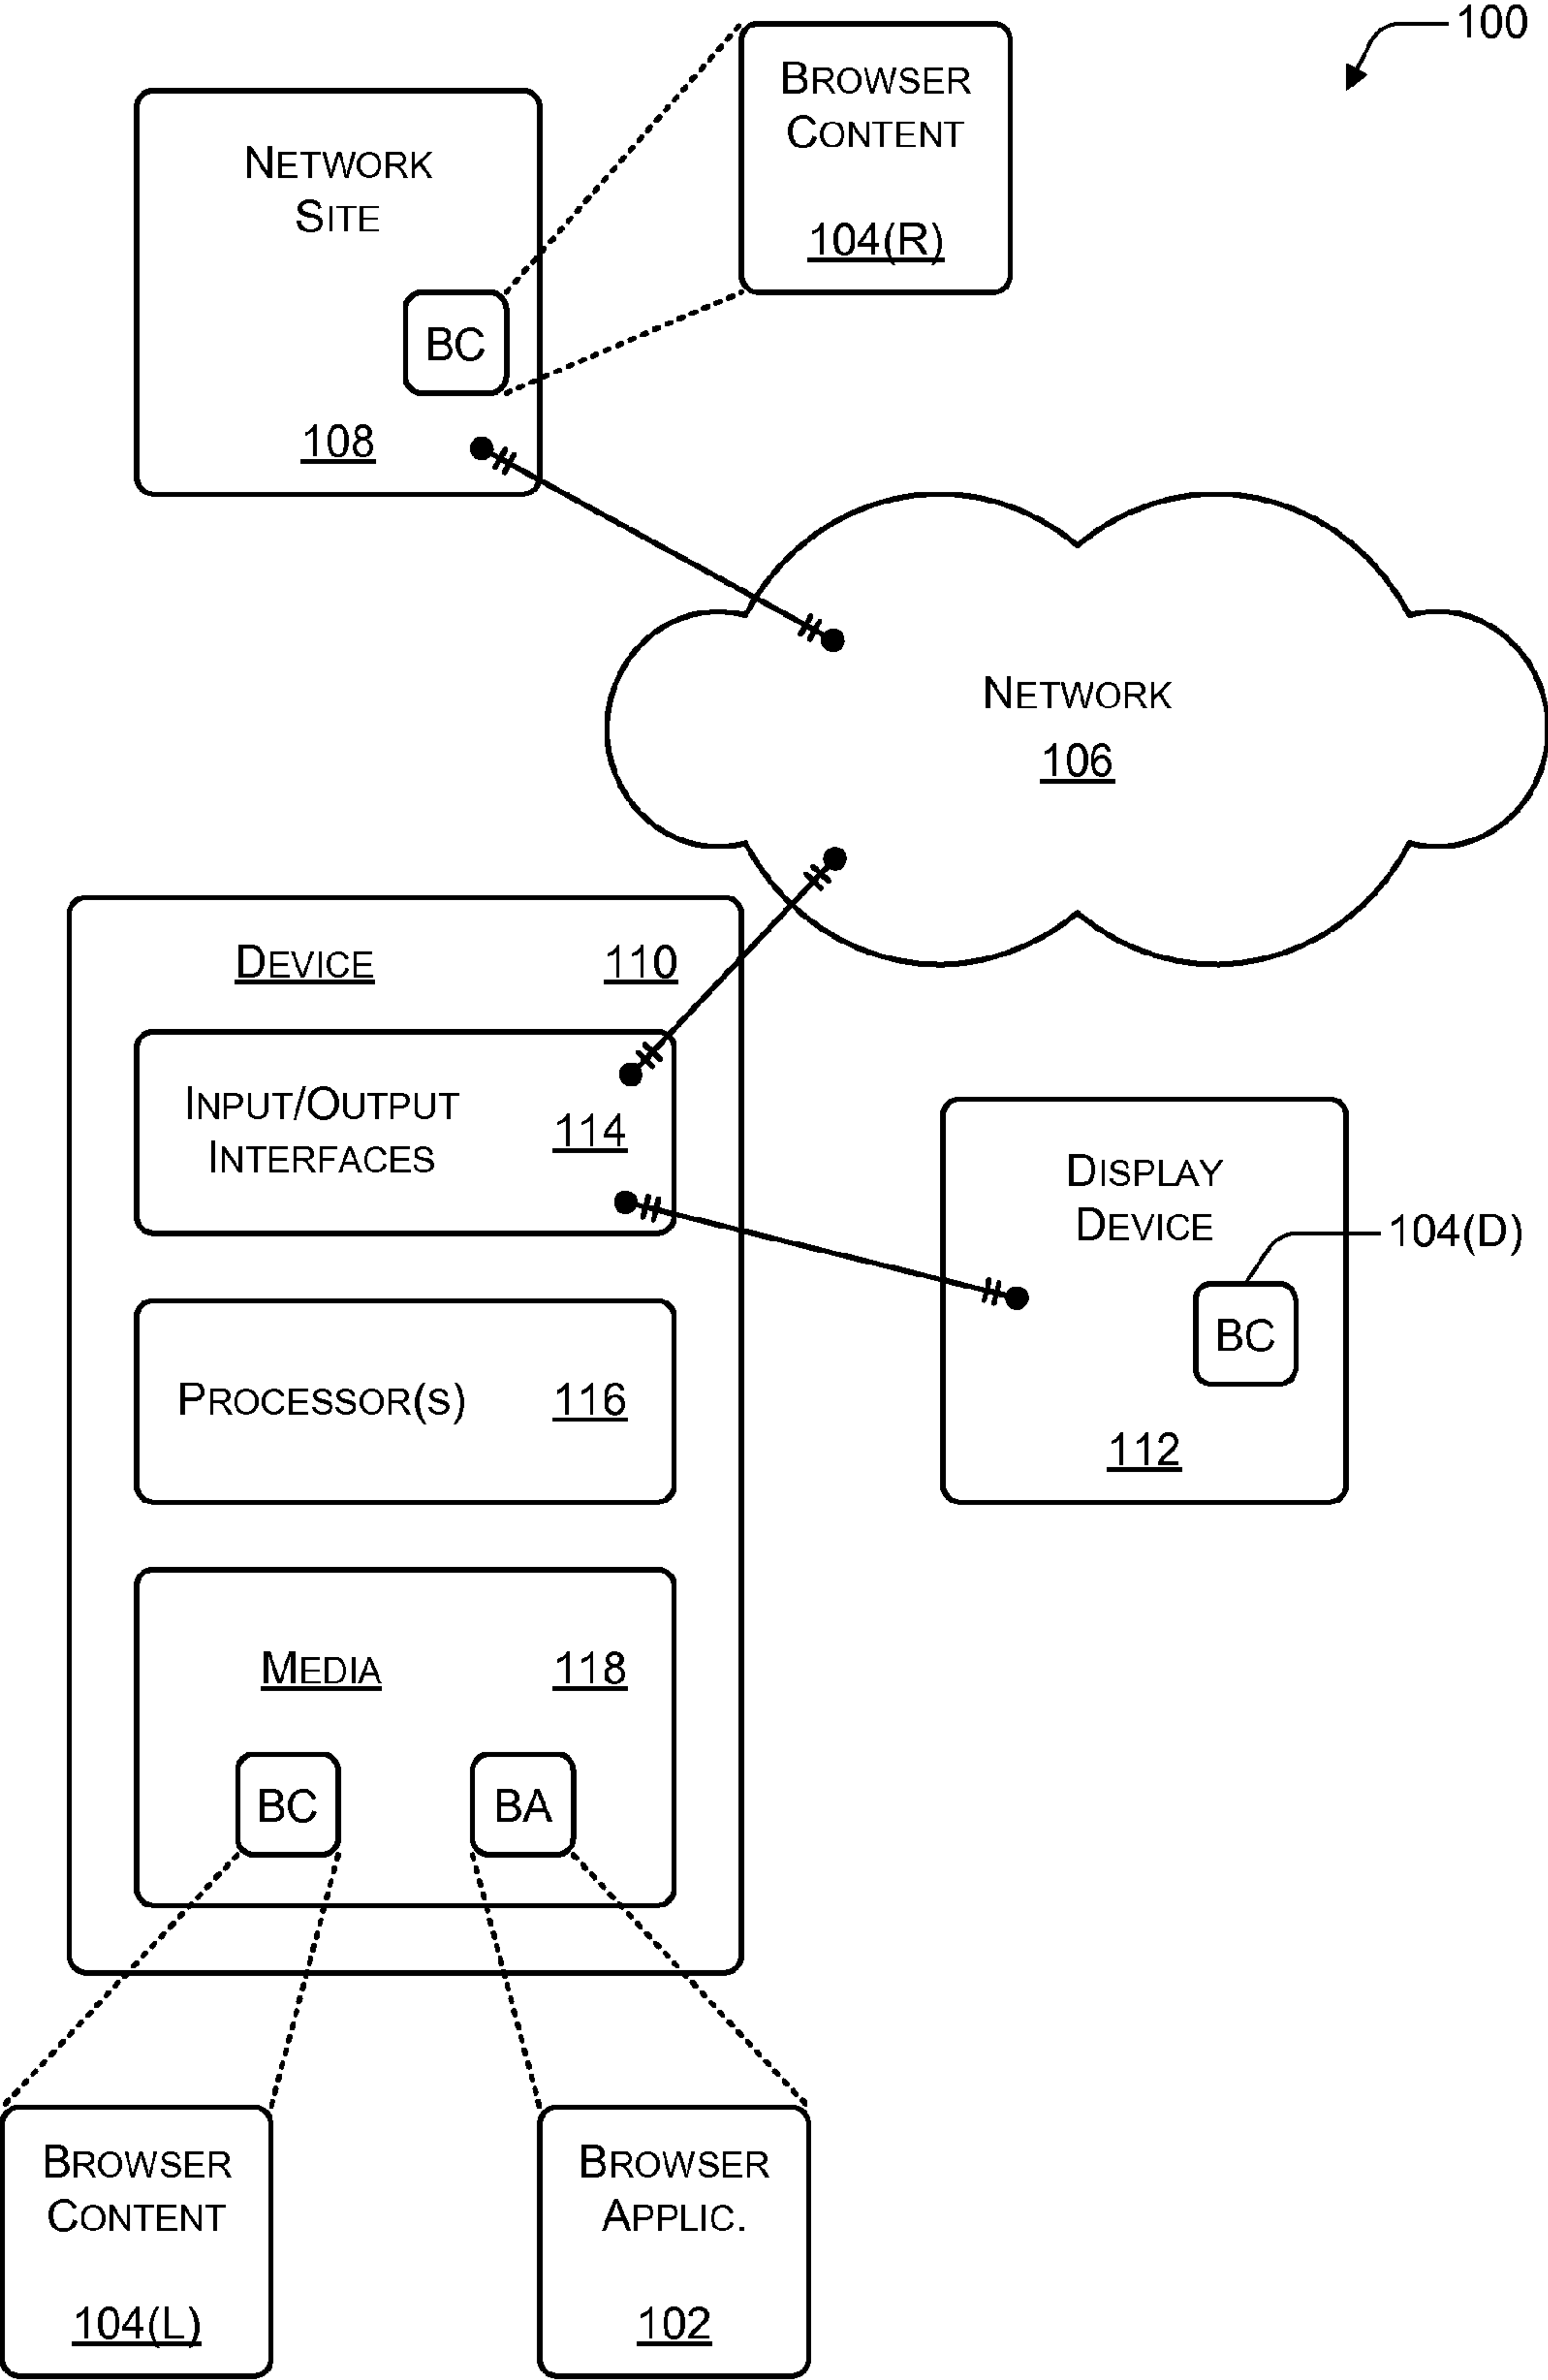 100
BROWSER
CONTENT
104(R)
NETWORK
SITE
BC
108
NETWORK
106
DEVICE 110
INPUT/OUTPUT
INTERFACES
114
DISPLAY
DEVICE
104(D)
BC
112
PROCESSOR(S) 116
MEDIA 118
BC BA
BROWSER
CONTENT
104(L)
BROWSER
APPLIC.
102